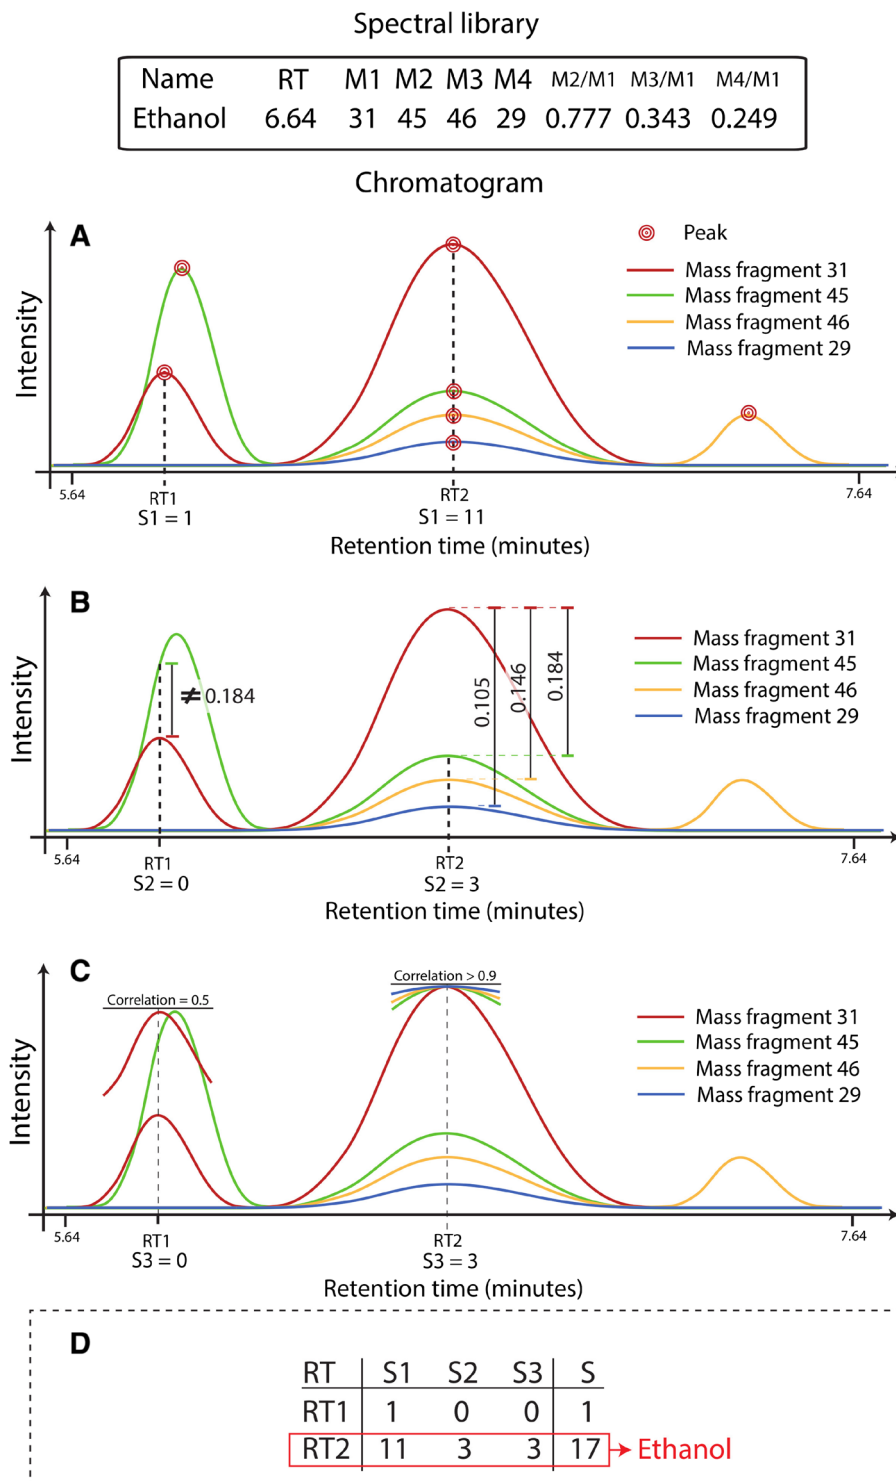 Spectral library
Name RT M1 M2 M3 M4 M2/M1 M3/M1 M4/M1
Ethanol 6.64 31 45 46 29 0.777 0.343 0.249
Chromatogram
A
Peak
Mass fragment 31
Mass fragment 45
Mass fragment 46
Mass fragment 29
Intensity
5.64 RT1 RT2 7.64
S1 = 1 S1 = 11
Retention time (minutes)
B
Mass fragment 31
Mass fragment 45
Mass fragment 46
Mass fragment 29
≠ 0.184
0.105
0.146
0.184
Intensity
5.64 RT1 RT2 7.64
S2 = 0 S2 = 3
Retention time (minutes)
C
Correlation = 0.5
Correlation > 0.9
Mass fragment 31
Mass fragment 45
Mass fragment 46
Mass fragment 29
Intensity
5.64 RT1 RT2 7.64
S3 = 0 S3 = 3
Retention time (minutes)
D
RT S1 S2 S3 S
RT1 1 0 0 1
RT2 11 3 3 17 Ethanol